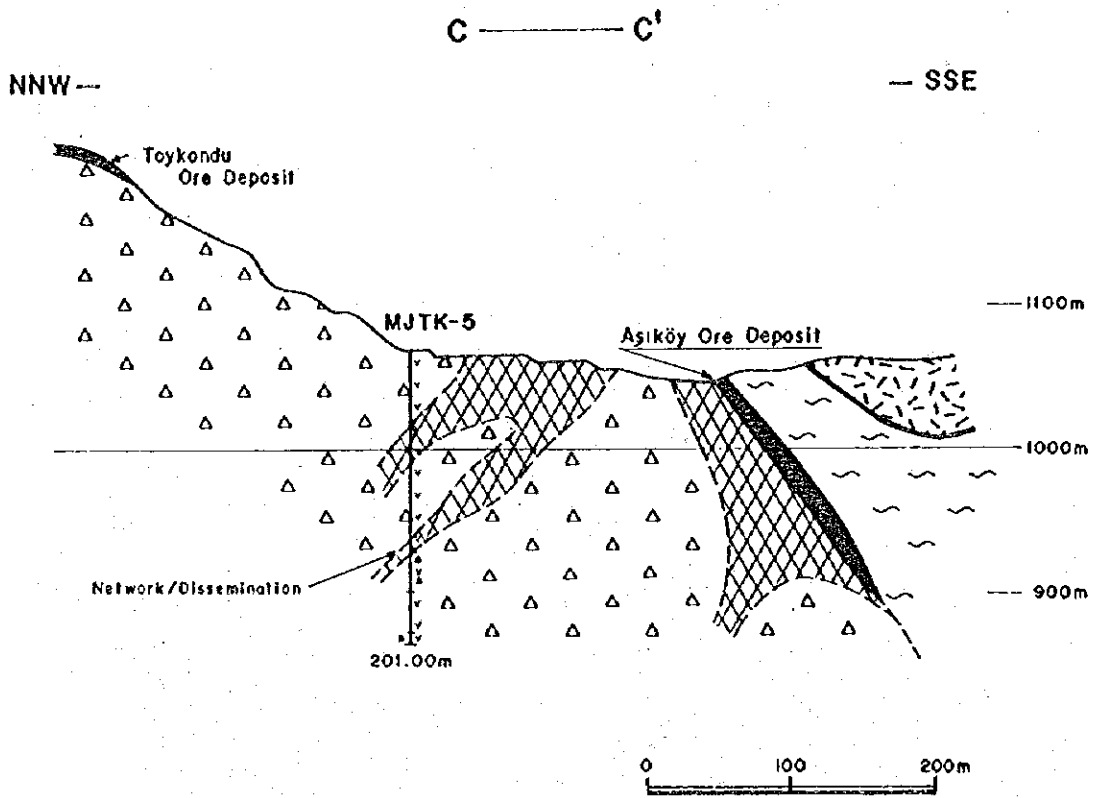 C — C'
NNW —
— SSE
Toykondu
Ore Deposit
MJTK-5
1100m
Aşıköy Ore Deposit
1000m
Network/Dissemination
900m
201.00m
0 100 200m